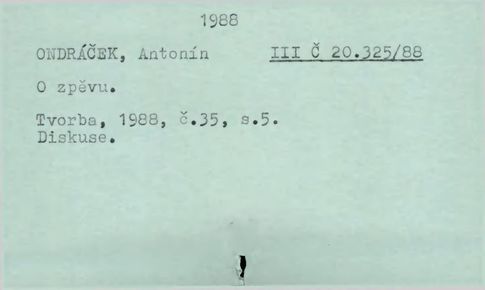 1988
ONDRÁČEK, Antonín III Č 20.325/88
O zpěvu.
Tvorba, 1988, č.35, s.5.
Diskuse.